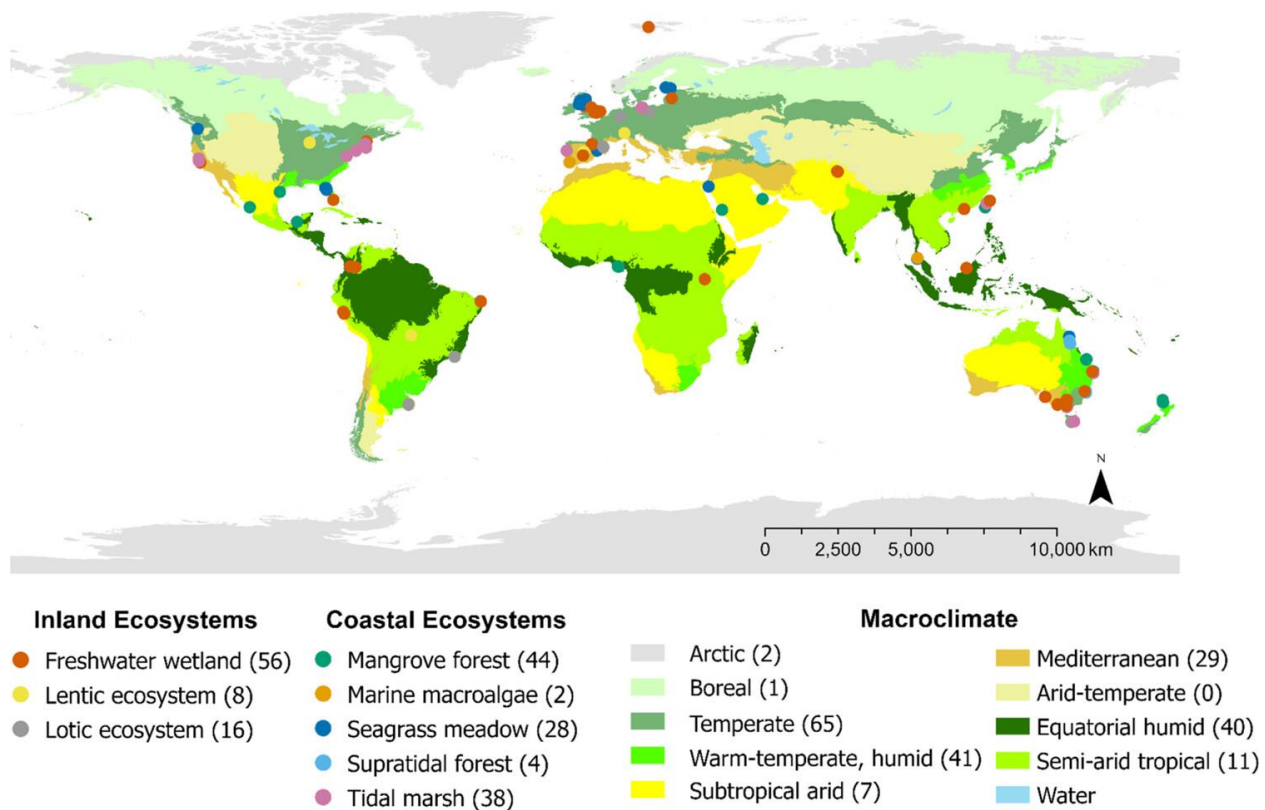 N
0 2,500 5,000 10,000 km
Inland Ecosystems
Freshwater wetland (56)
Lentic ecosystem (8)
Lotic ecosystem (16)
Coastal Ecosystems
Mangrove forest (44)
Marine macroalgae (2)
Seagrass meadow (28)
Supratidal forest (4)
Tidal marsh (38)
Macroclimate
Arctic (2)
Boreal (1)
Temperate (65)
Warm-temperate, humid (41)
Subtropical arid (7)
Mediterranean (29)
Arid-temperate (0)
Equatorial humid (40)
Semi-arid tropical (11)
Water